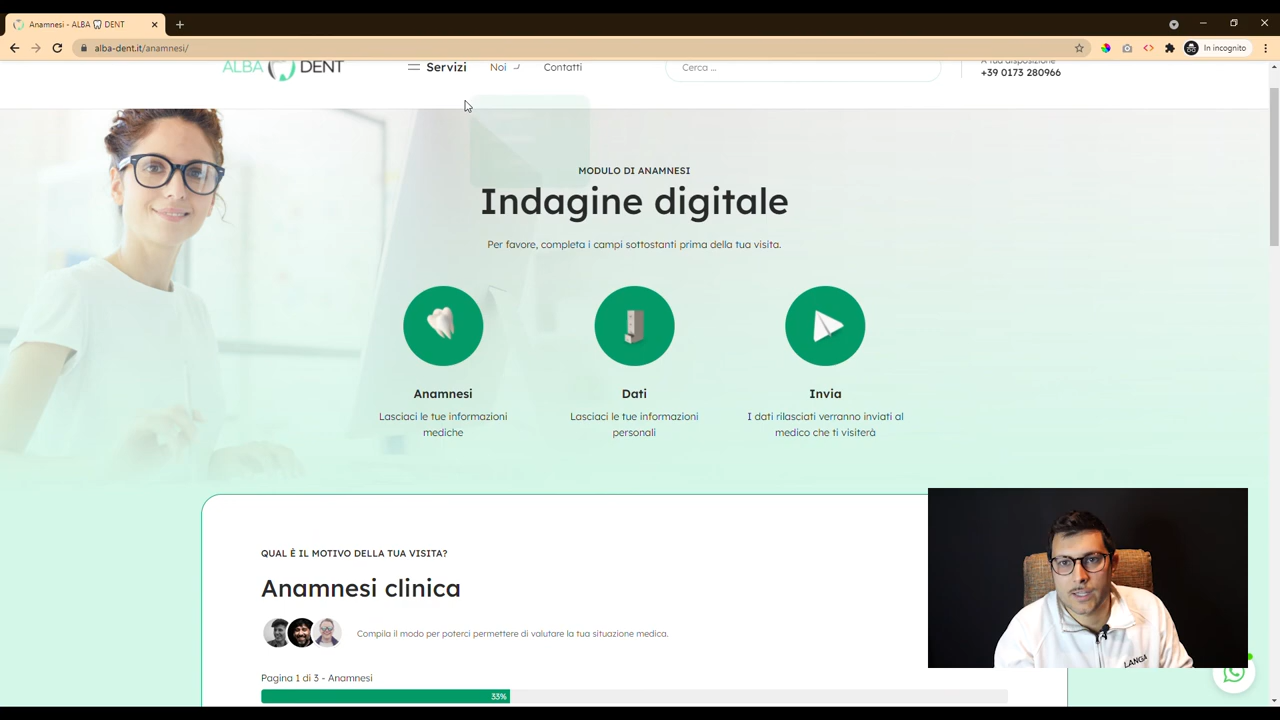 Anamnesi - ALBA 🦷 DENT
alba-dent.it/anamnesi/
In incognito
ALBA DENT
Servizi
Noi
Contatti
Cerca ...
A tua disposizione
+39 0173 280966
MODULO DI ANAMNESI
Indagine digitale
Per favore, completa i campi sottostanti prima della tua visita.
Anamnesi
Lasciaci le tue informazioni
mediche
Dati
Lasciaci le tue informazioni
personali
Invia
I dati rilasciati verranno inviati al
medico che ti visiterà
QUAL È IL MOTIVO DELLA TUA VISITA?
Anamnesi clinica
Compila il modo per poterci permettere di valutare la tua situazione medica.
Pagina 1 di 3 - Anamnesi
33%
LANGA